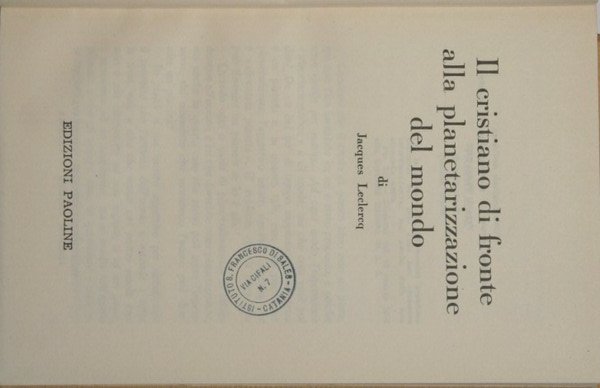 Il cristiano di fronte
alla planetarizzazione
del mondo
di
Jacques Leclercq
ISTITUTO S. FRANCESCO DI SALES
VIA CIFALI
N. 7
- CATANIA -
EDIZIONI PAOLINE